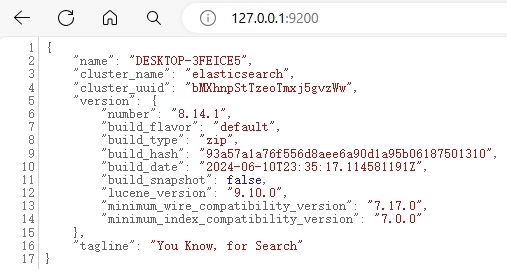 127.0.0.1:9200
1 {
2 "name": "DESKTOP-3FEICE5",
3 "cluster_name": "elasticsearch",
4 "cluster_uuid": "bMXhnpStTzeoTmxj5gvzWw",
5 "version": {
6 "number": "8.14.1",
7 "build_flavor": "default",
8 "build_type": "zip",
9 "build_hash": "93a57a1a76f556d8aee6a90d1a95b06187501310",
10 "build_date": "2024-06-10T23:35:17.114581191Z",
11 "build_snapshot": false,
12 "lucene_version": "9.10.0",
13 "minimum_wire_compatibility_version": "7.17.0",
14 "minimum_index_compatibility_version": "7.0.0"
15 },
16 "tagline": "You Know, for Search"
17 }